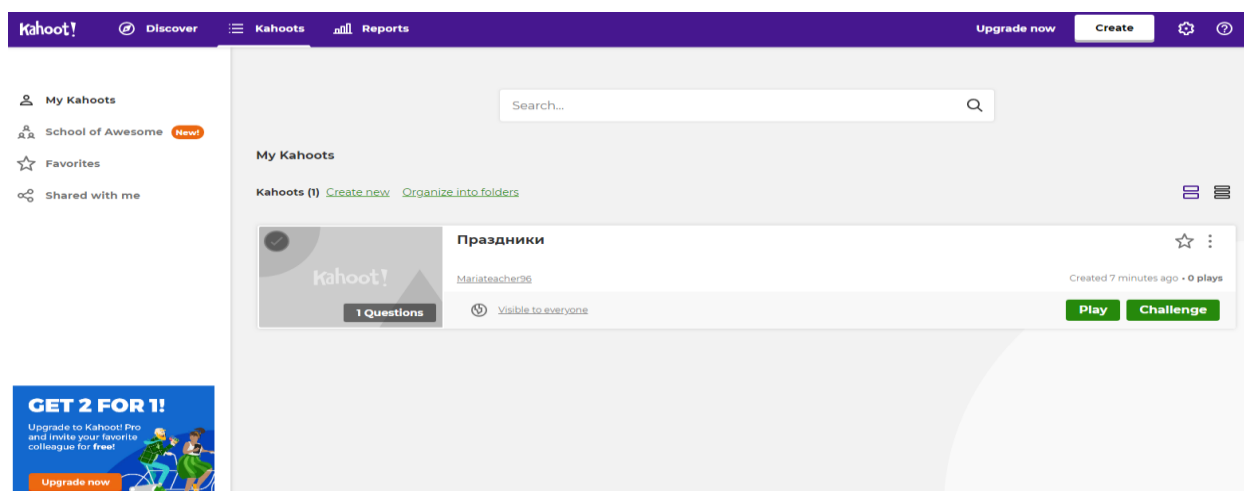 Kahoot! Discover Kahoots Reports Upgrade now Create
My Kahoots
School of Awesome New!
Favorites
Shared with me
Search...
My Kahoots
Kahoots (1) Create new Organize into folders
Kahoot!
1 Questions
Праздники
Mariateacher96
Created 7 minutes ago • 0 plays
Visible to everyone
Play Challenge
GET 2 FOR 1!
Upgrade to Kahoot! Pro
and invite your favorite
colleague for free!
Upgrade now